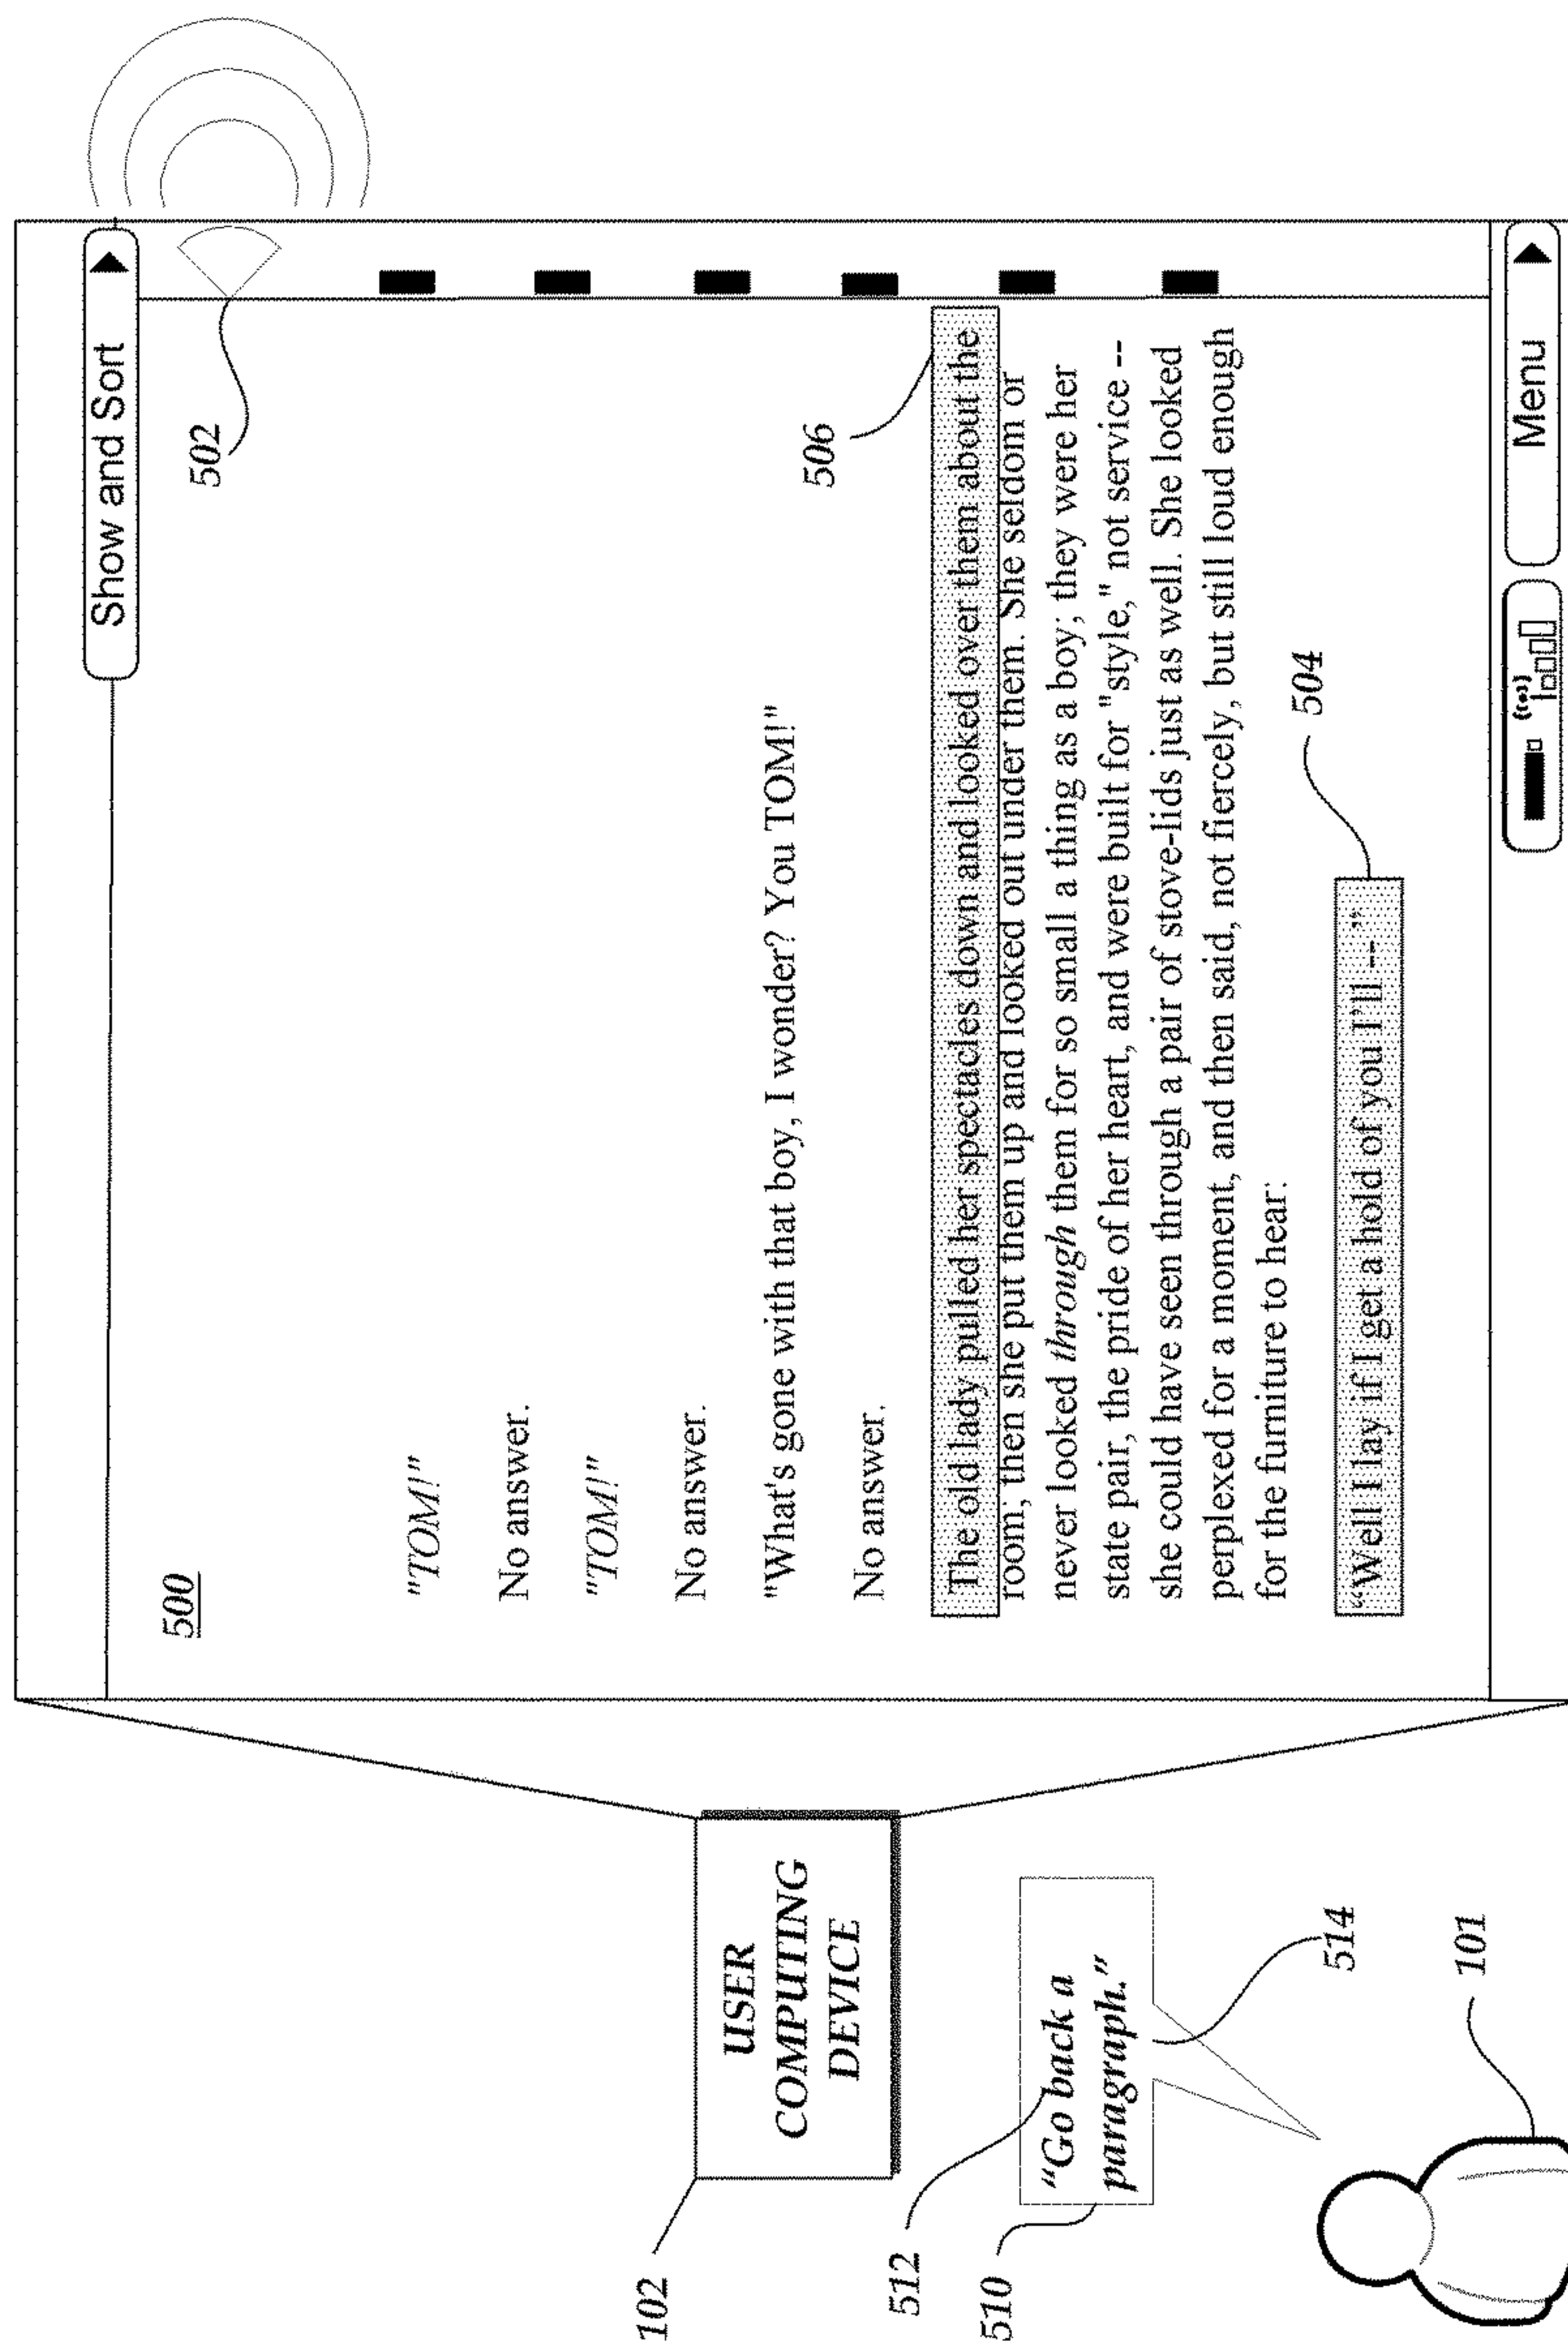 Show and Sort
500
502
"TOM!"
No answer.
"TOM!"
No answer.
"What's gone with that boy, I wonder? You TOM!"
No answer.
506
The old lady pulled her spectacles down and looked over them about the
room; then she put them up and looked out under them. She seldom or
never looked through them for so small a thing as a boy; they were her
state pair, the pride of her heart, and were built for "style," not service --
she could have seen through a pair of stove-lids just as well. She looked
perplexed for a moment, and then said, not fiercely, but still loud enough
for the furniture to hear:
504
“Well I lay if I get a hold of you I’ll --”
Menu
102
USER
COMPUTING
DEVICE
512
510
“Go back a
paragraph.”
514
101